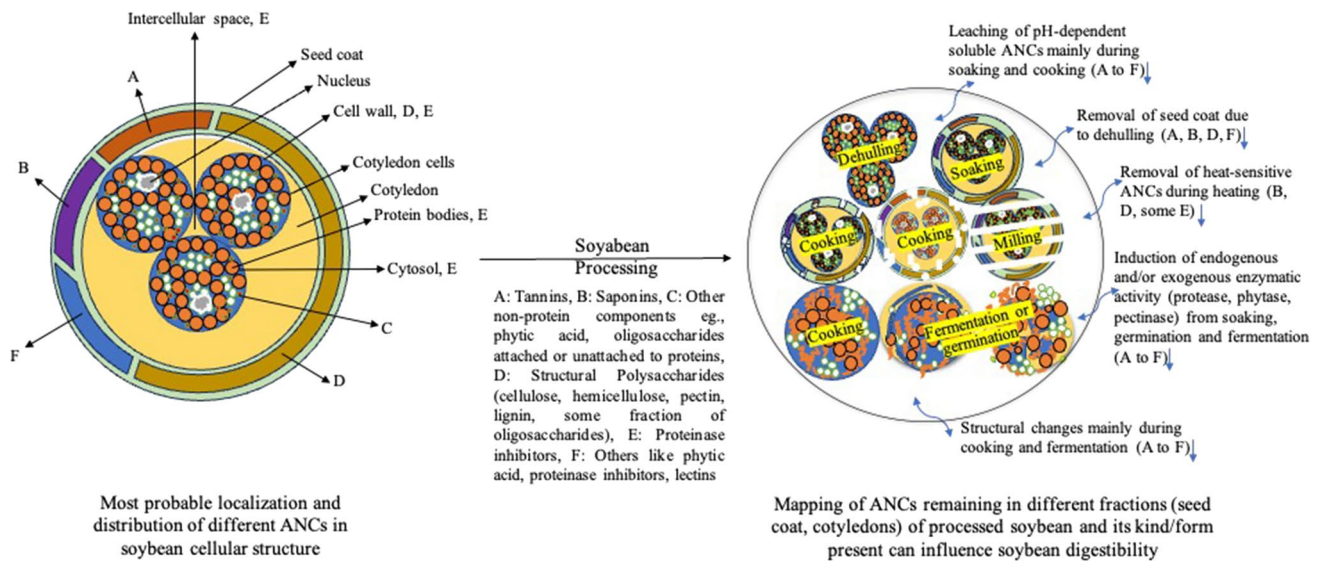 Intercellular space, E
Seed coat
A
Nucleus
Cell wall, D, E
B
Cotyledon cells
Cotyledon
Protein bodies, E
Cytosol, E
C
F
D
Most probable localization and
distribution of different ANCs in
soybean cellular structure
Soyabean
Processing
A: Tannins, B: Saponins, C: Other
non-protein components eg.,
phytic acid, oligosaccharides
attached or unattached to proteins,
D: Structural Polysaccharides
(cellulose, hemicellulose, pectin,
lignin, some fraction of
oligosaccharides), E: Proteinase
inhibitors, F: Others like phytic
acid, proteinase inhibitors, lectins
Dehulling
Soaking
Cooking
Cooking
Milling
Cooking
Fermentation or
germination
Leaching of pH-dependent
soluble ANCs mainly during
soaking and cooking (A to F)
Removal of seed coat due
to dehulling (A, B, D, F)
Removal of heat-sensitive
ANCs during heating (B,
D, some E)
Induction of endogenous
and/or exogenous enzymatic
activity (protease, phytase,
pectinase) from soaking,
germination and fermentation
(A to F)
Structural changes mainly during
cooking and fermentation (A to F)
Mapping of ANCs remaining in different fractions (seed
coat, cotyledons) of processed soybean and its kind/form
present can influence soybean digestibility